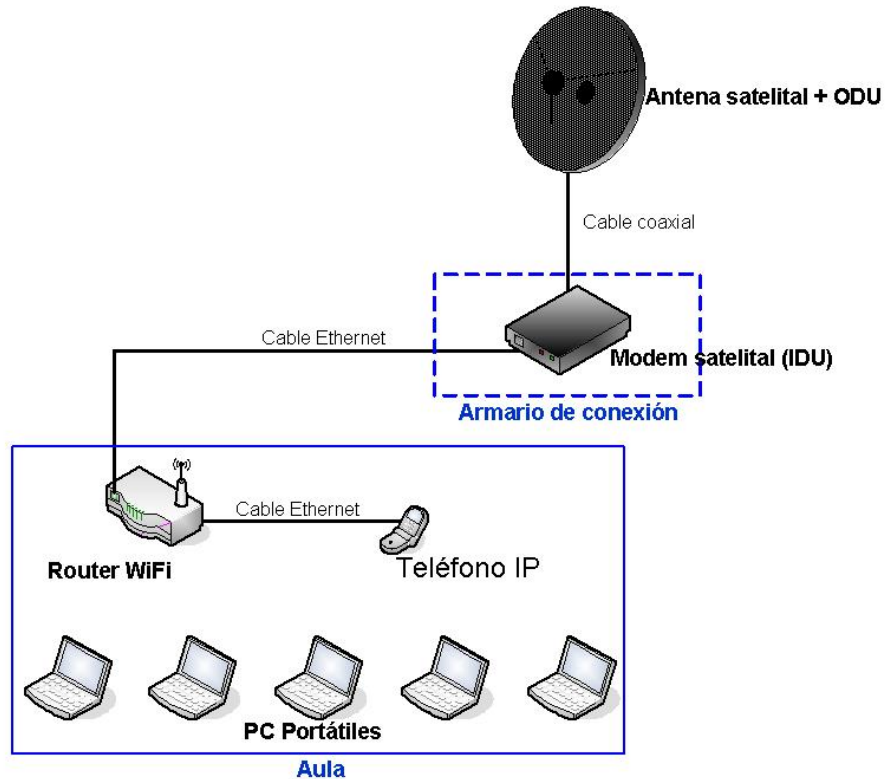 Antena satelital + ODU
Cable coaxial
Cable Ethernet
Modem satelital (IDU)
Armario de conexión
Cable Ethernet
Router WiFi
Teléfono IP
PC Portátiles
Aula